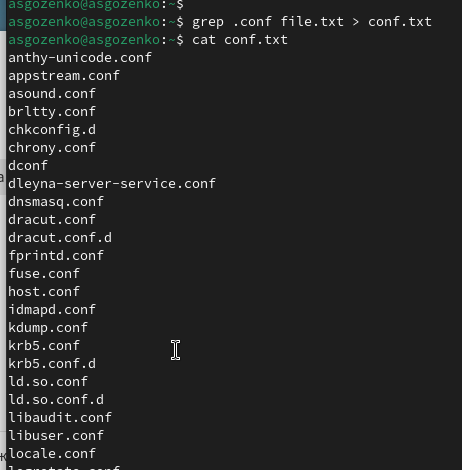 asgozenko@asgozenko:~$
asgozenko@asgozenko:~$ grep .conf file.txt > conf.txt
asgozenko@asgozenko:~$ cat conf.txt
anthy-unicode.conf
appstream.conf
asound.conf
brltty.conf
chkconfig.d
chrony.conf
dconf
dleyna-server-service.conf
dnsmasq.conf
dracut.conf
dracut.conf.d
fprintd.conf
fuse.conf
host.conf
idmapd.conf
kdump.conf
krb5.conf
krb5.conf.d
ld.so.conf
ld.so.conf.d
libaudit.conf
libuser.conf
locale.conf